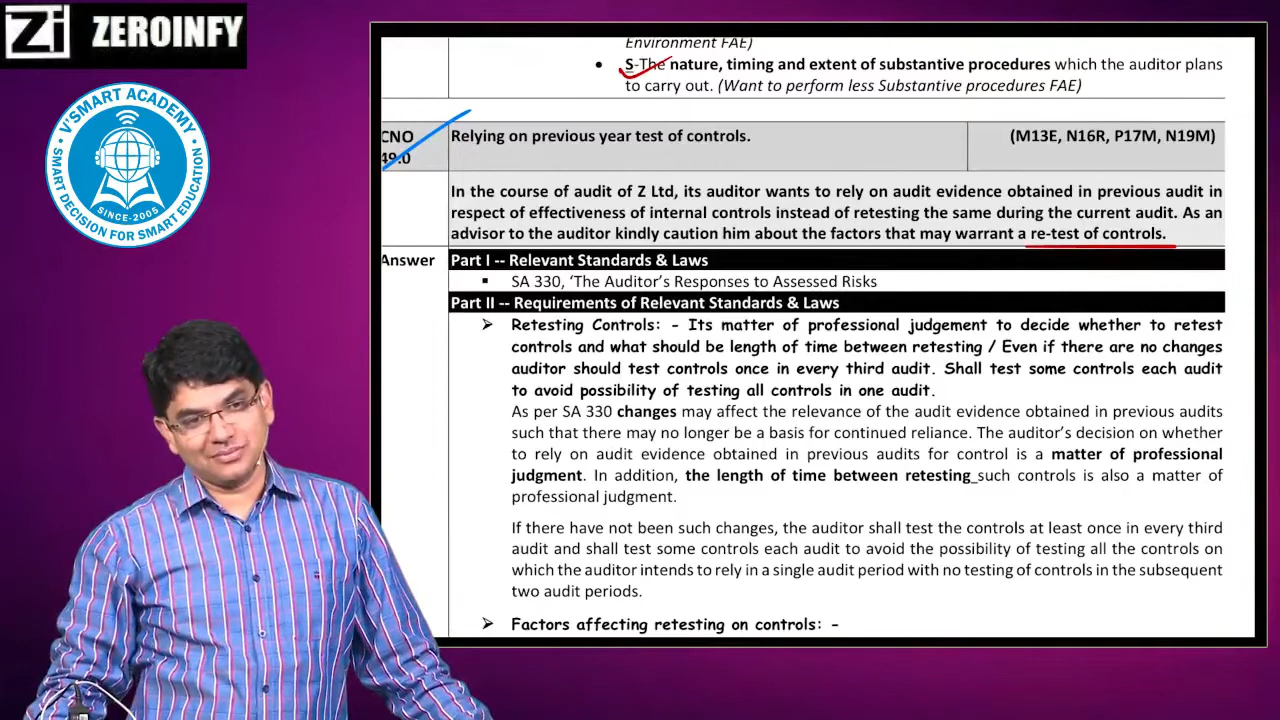 Zi ZEROINFY
V'SMART ACADEMY
SINCE-2005
SMART DECISION FOR SMART EDUCATION
Environment FAE)
• S-The nature, timing and extent of substantive procedures which the auditor plans
to carry out. (Want to perform less Substantive procedures FAE)
CNO
49.0
Relying on previous year test of controls.
(M13E, N16R, P17M, N19M)
In the course of audit of Z Ltd, its auditor wants to rely on audit evidence obtained in previous audit in
respect of effectiveness of internal controls instead of retesting the same during the current audit. As an
advisor to the auditor kindly caution him about the factors that may warrant a re-test of controls.
Answer
Part I -- Relevant Standards & Laws
▪ SA 330, ‘The Auditor’s Responses to Assessed Risks
Part II -- Requirements of Relevant Standards & Laws
➢ Retesting Controls: - Its matter of professional judgement to decide whether to retest
controls and what should be length of time between retesting / Even if there are no changes
auditor should test controls once in every third audit. Shall test some controls each audit
to avoid possibility of testing all controls in one audit.
As per SA 330 changes may affect the relevance of the audit evidence obtained in previous audits
such that there may no longer be a basis for continued reliance. The auditor’s decision on whether
to rely on audit evidence obtained in previous audits for control is a matter of professional
judgment. In addition, the length of time between retesting such controls is also a matter of
professional judgment.
If there have not been such changes, the auditor shall test the controls at least once in every third
audit and shall test some controls each audit to avoid the possibility of testing all the controls on
which the auditor intends to rely in a single audit period with no testing of controls in the subsequent
two audit periods.
➢ Factors affecting retesting on controls: -